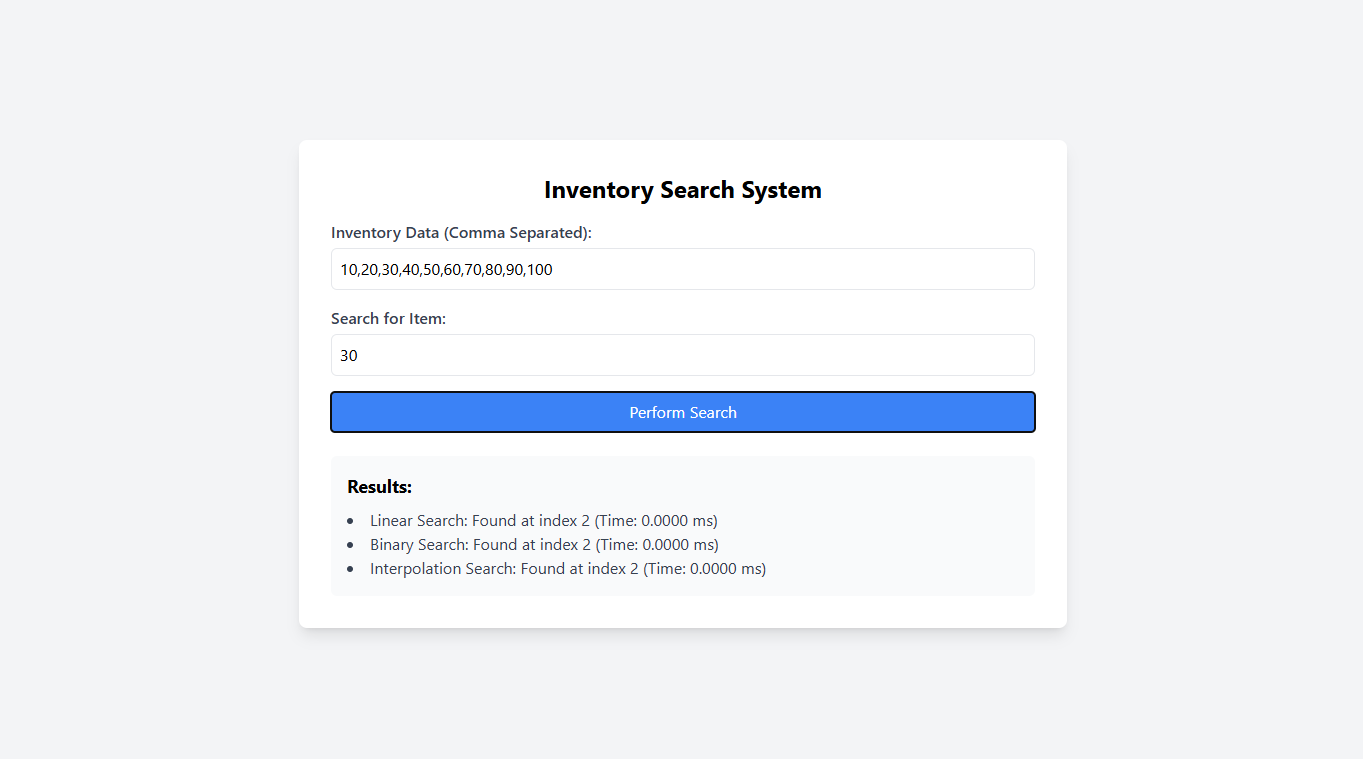 Inventory Search System
Inventory Data (Comma Separated):
10,20,30,40,50,60,70,80,90,100
Search for Item:
30
Perform Search
Results:
Linear Search: Found at index 2 (Time: 0.0000 ms)
Binary Search: Found at index 2 (Time: 0.0000 ms)
Interpolation Search: Found at index 2 (Time: 0.0000 ms)